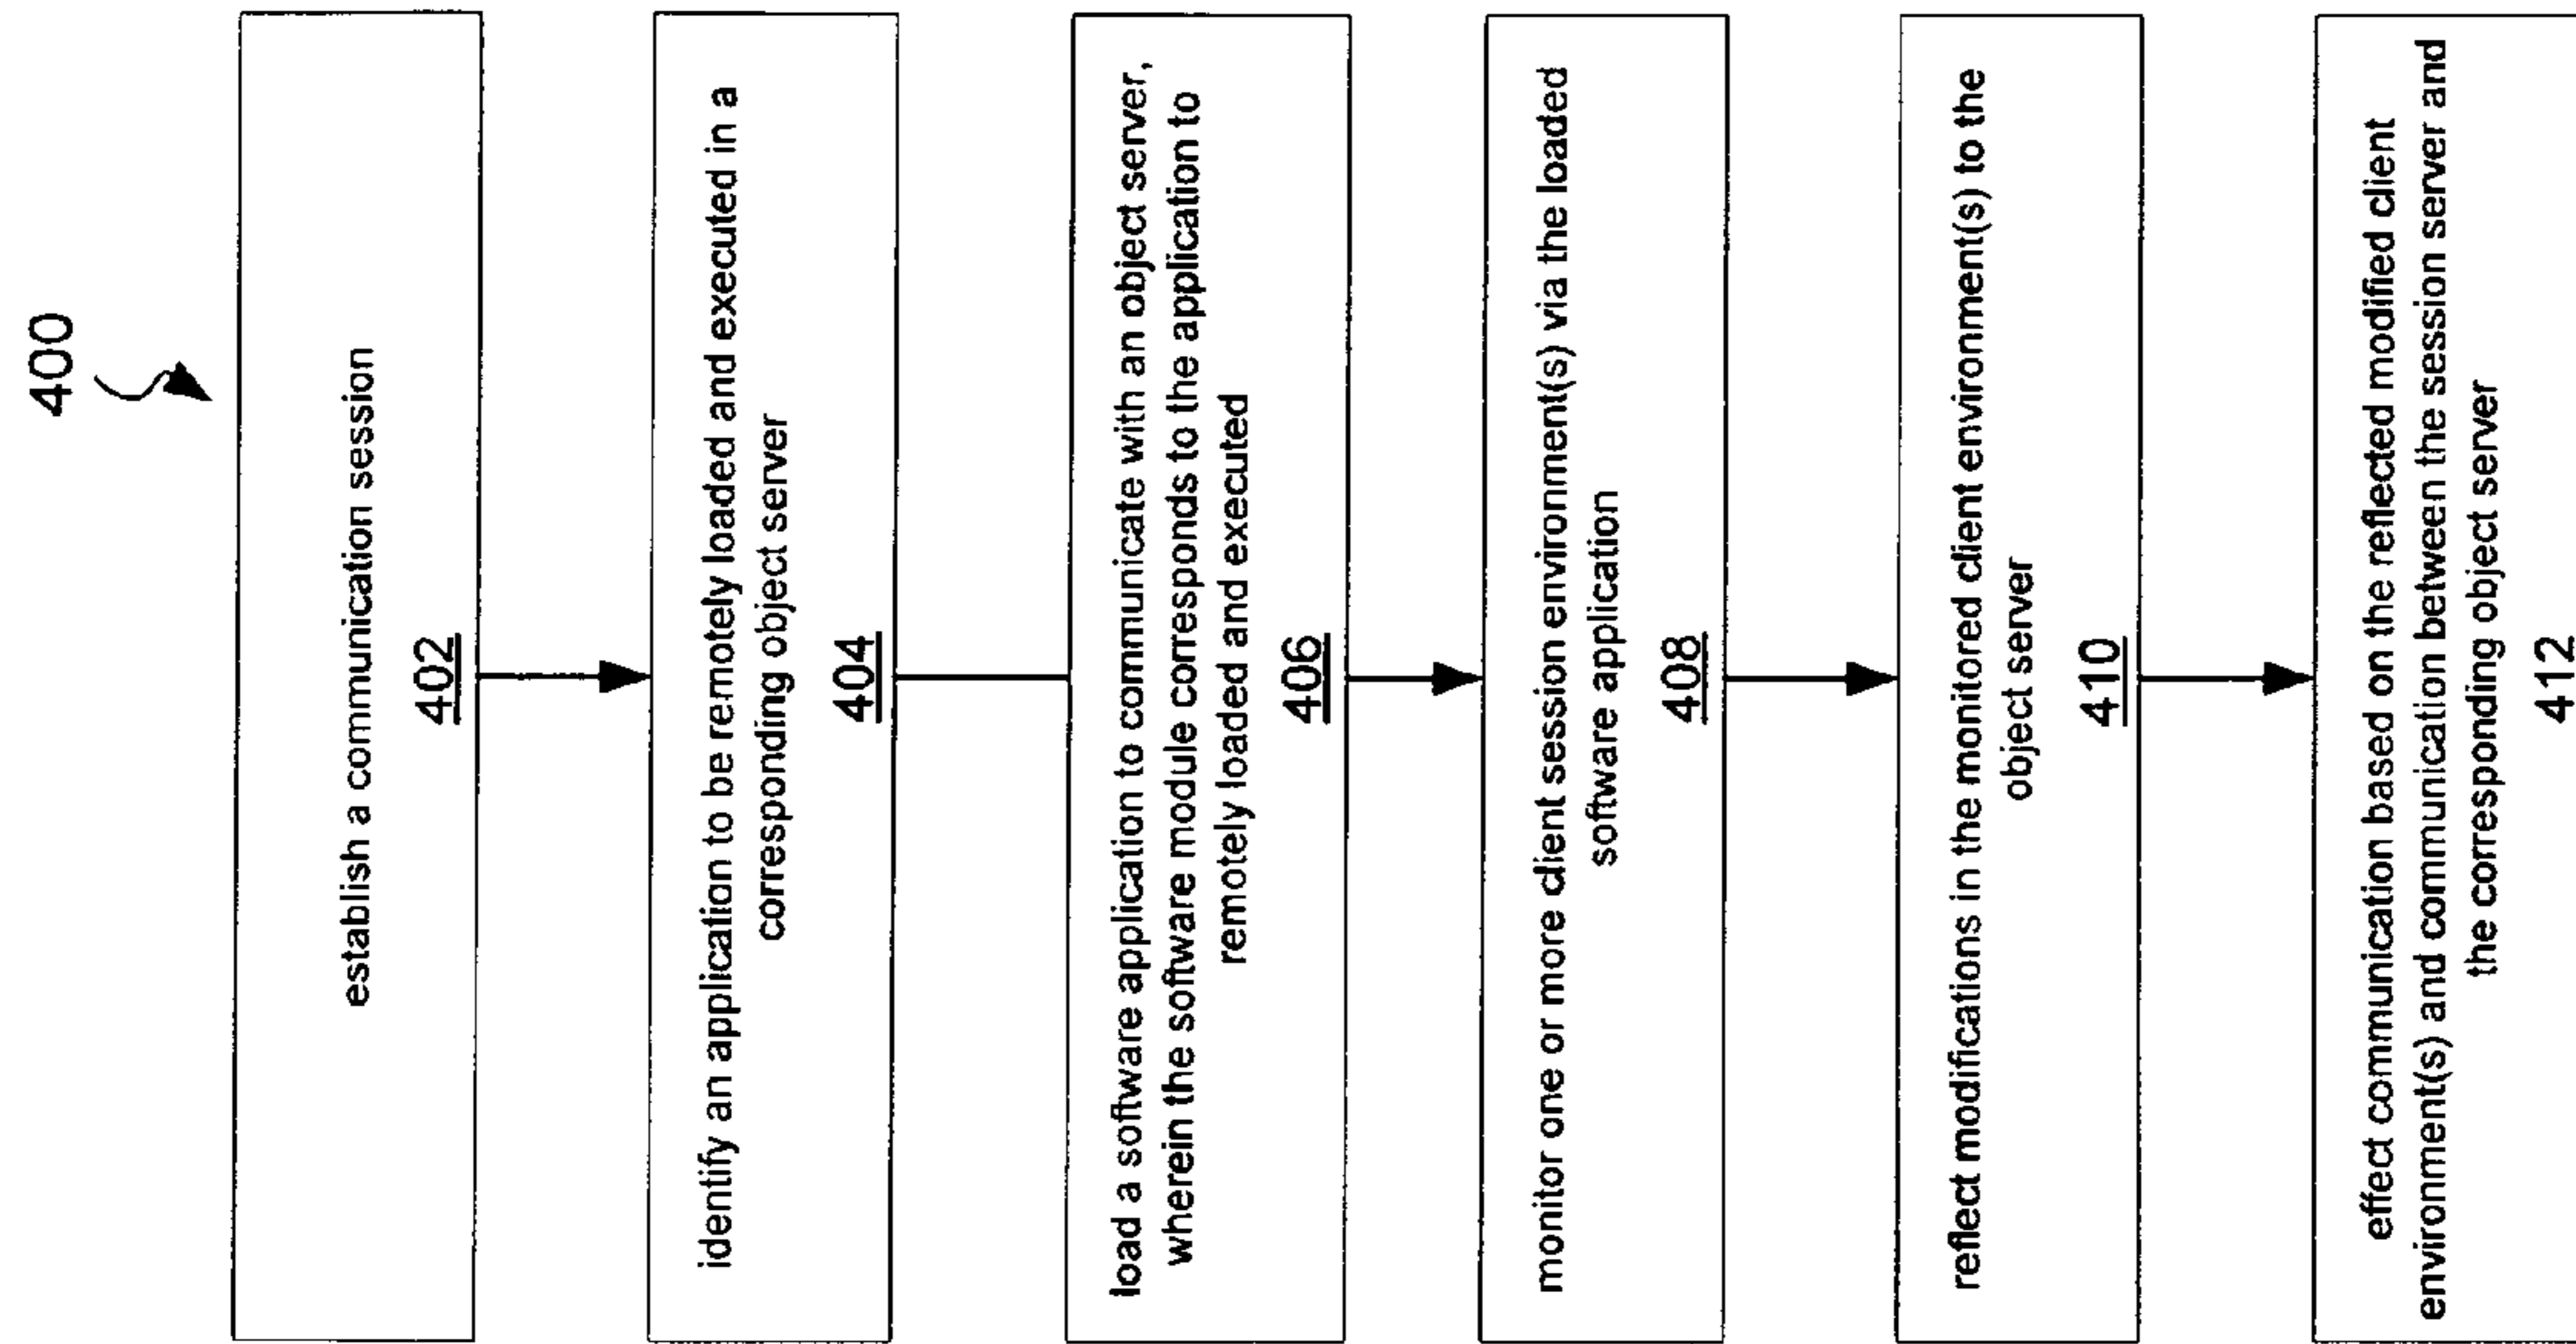 400
establish a communication session
402
identify an application to be remotely loaded and executed in a
corresponding object server
404
load a software application to communicate with an object server,
wherein the software module corresponds to the application to
remotely loaded and executed
406
monitor one or more client session environment(s) via the loaded
software application
408
reflect modifications in the monitored client environment(s) to the
object server
410
effect communication based on the reflected modified client
environment(s) and communication between the session server and
the corresponding object server
412